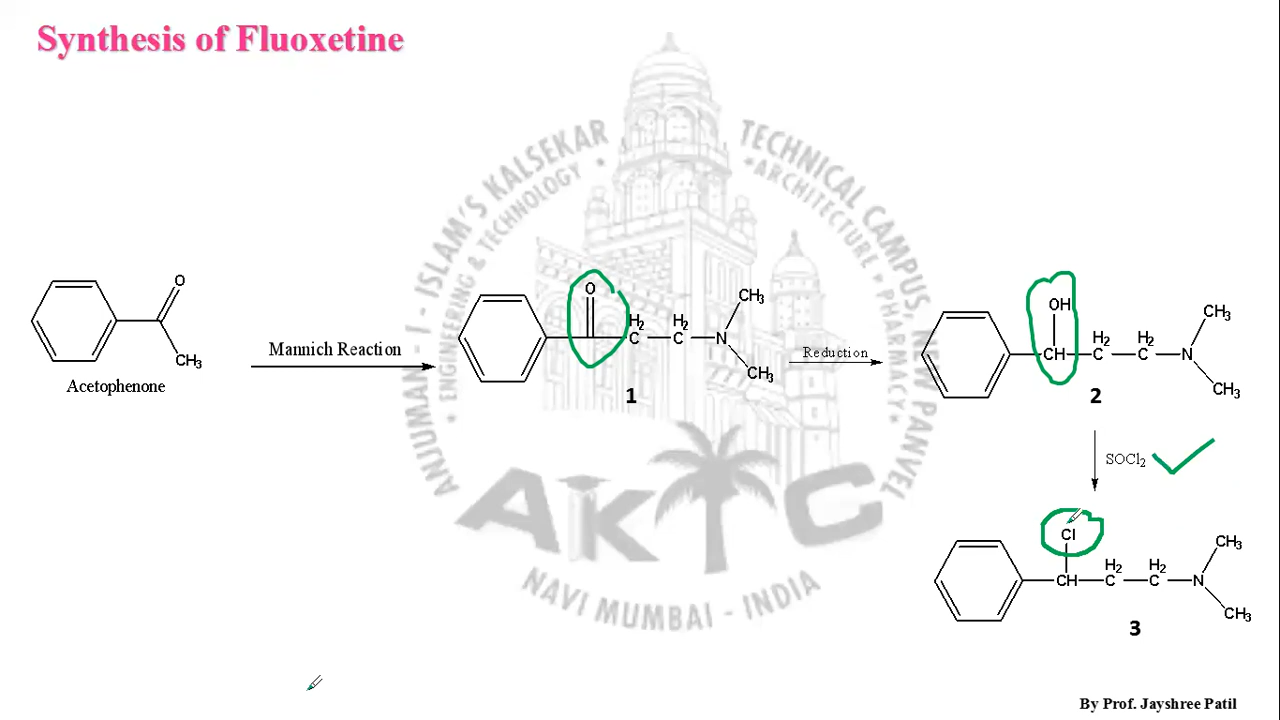 Synthesis of Fluoxetine
ANJUMAN - I - ISLAM'S KALSEKAR TECHNICAL CAMPUS, NEW PANVEL
• ENGINEERING & TECHNOLOGY • • ARCHITECTURE • PHARMACY •
O
CH3
Acetophenone
Mannich Reaction
O
H2
C
H2
C
N
CH3
CH3
1
Reduction
OH
CH
H2
C
H2
C
N
CH3
CH3
2
SOCl2
Cl
CH
H2
C
H2
C
N
CH3
CH3
3
AKTC
NAVI MUMBAI - INDIA
By Prof. Jayshree Patil